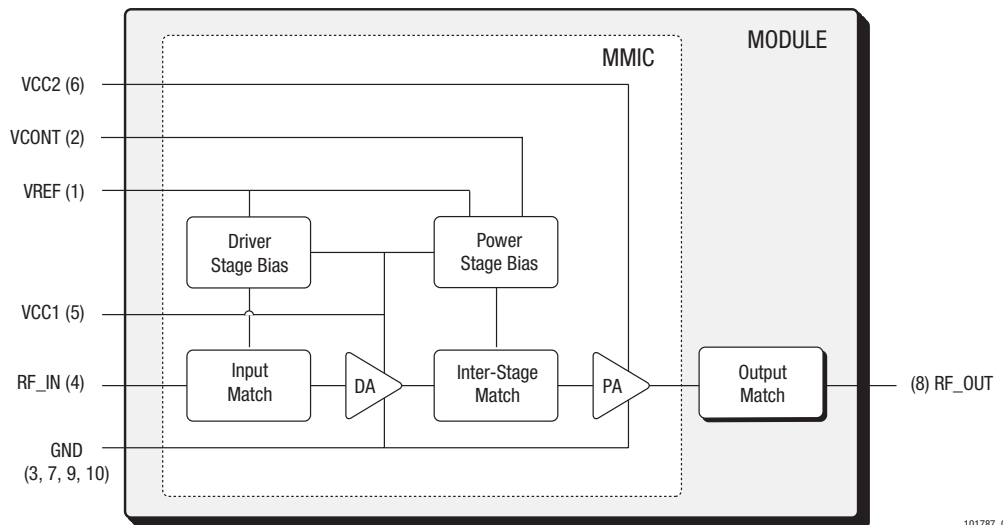 MODULE
MMIC
VCC2 (6)
VCONT (2)
VREF (1)
Driver
Stage Bias
Power
Stage Bias
VCC1 (5)
RF_IN (4)
Input
Match
DA
Inter-Stage
Match
PA
Output
Match
(8) RF_OUT
GND
(3, 7, 9, 10)